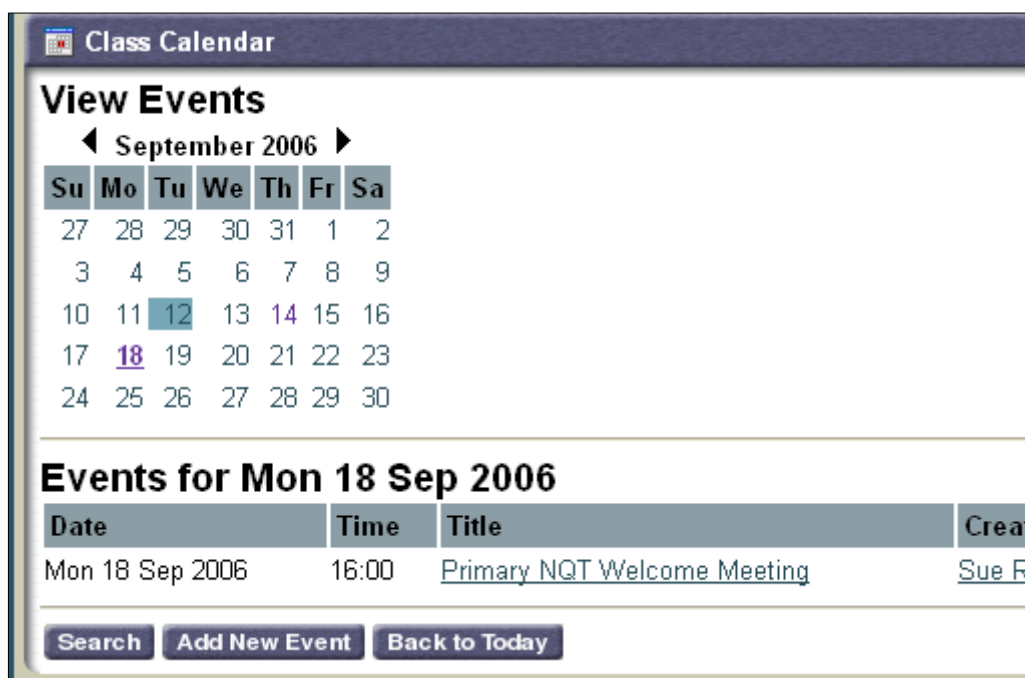 Class Calendar
View Events
September 2006
Su Mo Tu We Th Fr Sa
27 28 29 30 31 1 2
3 4 5 6 7 8 9
10 11 12 13 14 15 16
17 18 19 20 21 22 23
24 25 26 27 28 29 30
Events for Mon 18 Sep 2006
Date Time Title
Mon 18 Sep 2006 16:00 Primary NQT Welcome Meeting Sue
Search Add New Event Back to Today